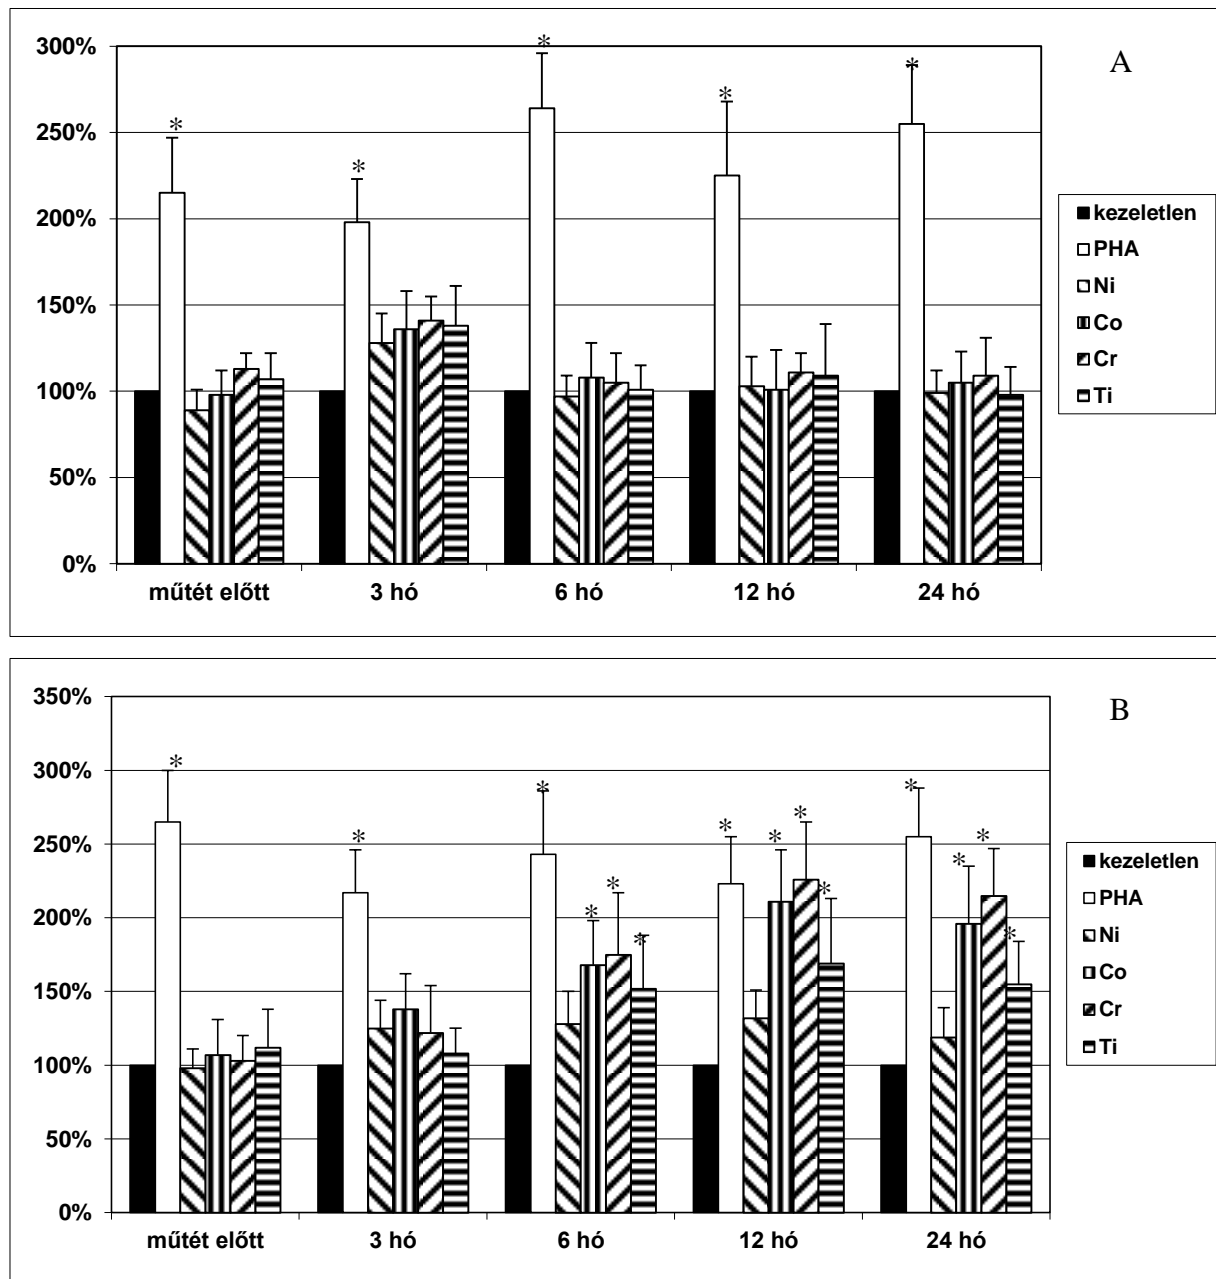 A
300%
250%
200%
150%
100%
50%
0%
* * * * *
műtét előtt 3 hó 6 hó 12 hó 24 hó
kezeletlen
PHA
Ni
Co
Cr
Ti
B
350%
300%
250%
200%
150%
100%
50%
0%
* * * * * * * * * * * * * *
műtét előtt 3 hó 6 hó 12 hó 24 hó
kezeletlen
PHA
Ni
Co
Cr
Ti